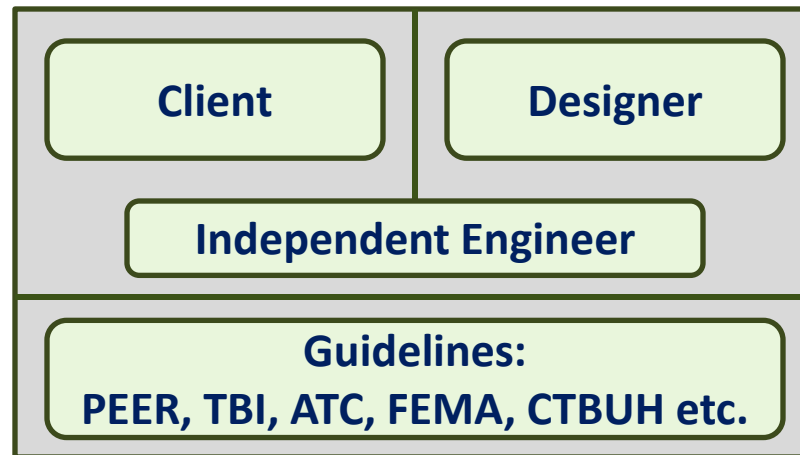 Client
Designer
Independent Engineer
Guidelines:
PEER, TBI, ATC, FEMA, CTBUH etc.